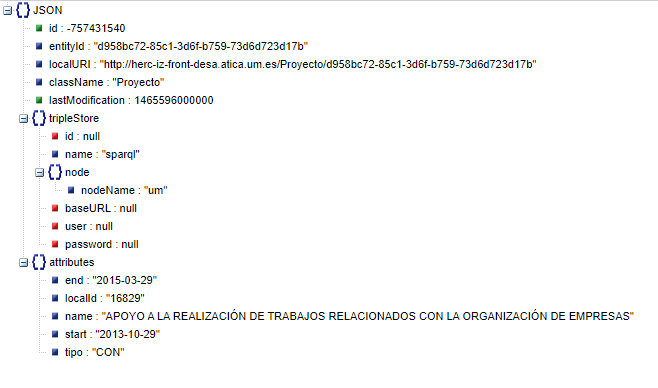 JSON
id : -757431540
entityId : "d958bc72-85c1-3d6f-b759-73d6d723d17b"
localURI : "http://herc-iz-front-desa.atica.um.es/Proyecto/d958bc72-85c1-3d6f-b759-73d6d723d17b"
className : "Proyecto"
lastModification : 1465596000000
tripleStore
id : null
name : "sparql"
node
nodeName : "um"
baseURL : null
user : null
password : null
attributes
end : "2015-03-29"
localId : "16829"
name : "APOYO A LA REALIZACIÓN DE TRABAJOS RELACIONADOS CON LA ORGANIZACIÓN DE EMPRESAS"
start : "2013-10-29"
tipo : "CON"